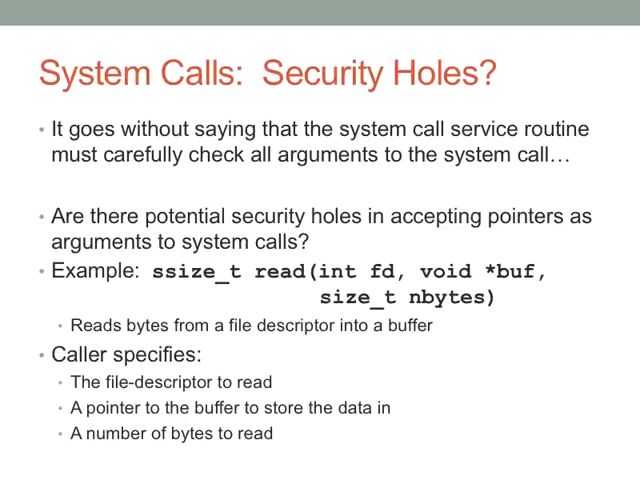 System Calls: Security Holes?
• It goes without saying that the system call service routine
must carefully check all arguments to the system call…
• Are there potential security holes in accepting pointers as
arguments to system calls?
• Example: ssize_t read(int fd, void *buf,
size_t nbytes)
• Reads bytes from a file descriptor into a buffer
• Caller specifies:
• The file-descriptor to read
• A pointer to the buffer to store the data in
• A number of bytes to read